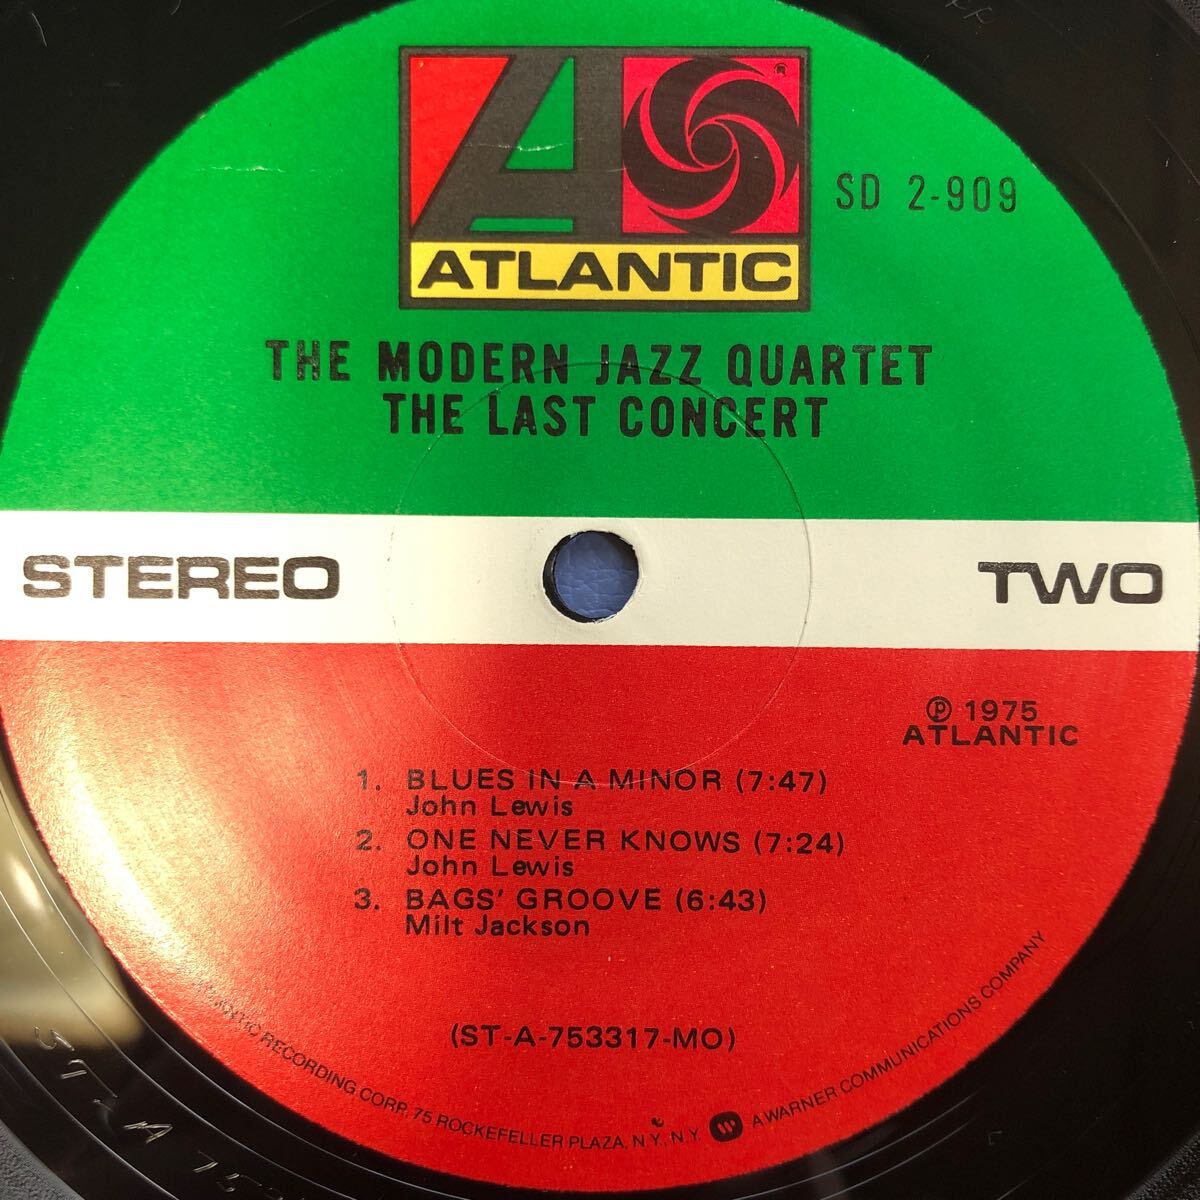 ATLANTIC
SD 2-909
THE MODERN JAZZ QUARTET
THE LAST CONCERT
STEREO
TWO
Ⓟ 1975
ATLANTIC
1. BLUES IN A MINOR (7:47)
John Lewis
2. ONE NEVER KNOWS (7:24)
John Lewis
3. BAGS' GROOVE (6:43)
Milt Jackson
(ST-A-753317-MO)
ATLANTIC RECORDING CORP. 75 ROCKEFELLER PLAZA, N.Y., N.Y. A WARNER COMMUNICATIONS COMPANY